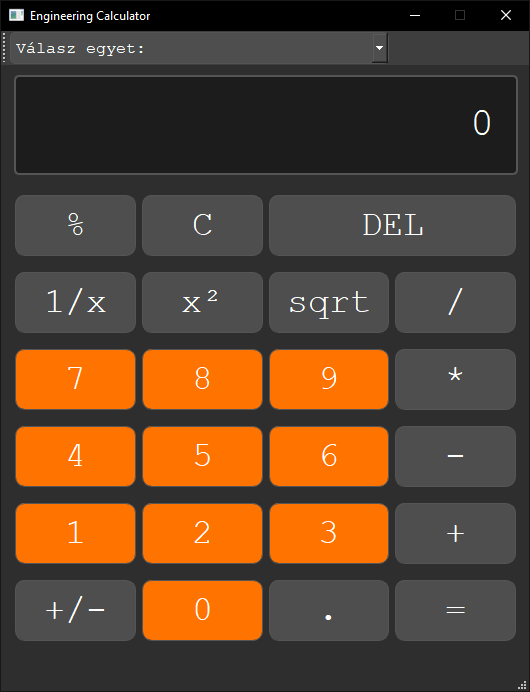 Engineering Calculator
Válasz egyet:
0
% C DEL
1/x x² sqrt /
7 8 9 *
4 5 6 -
1 2 3 +
+/- 0 . =